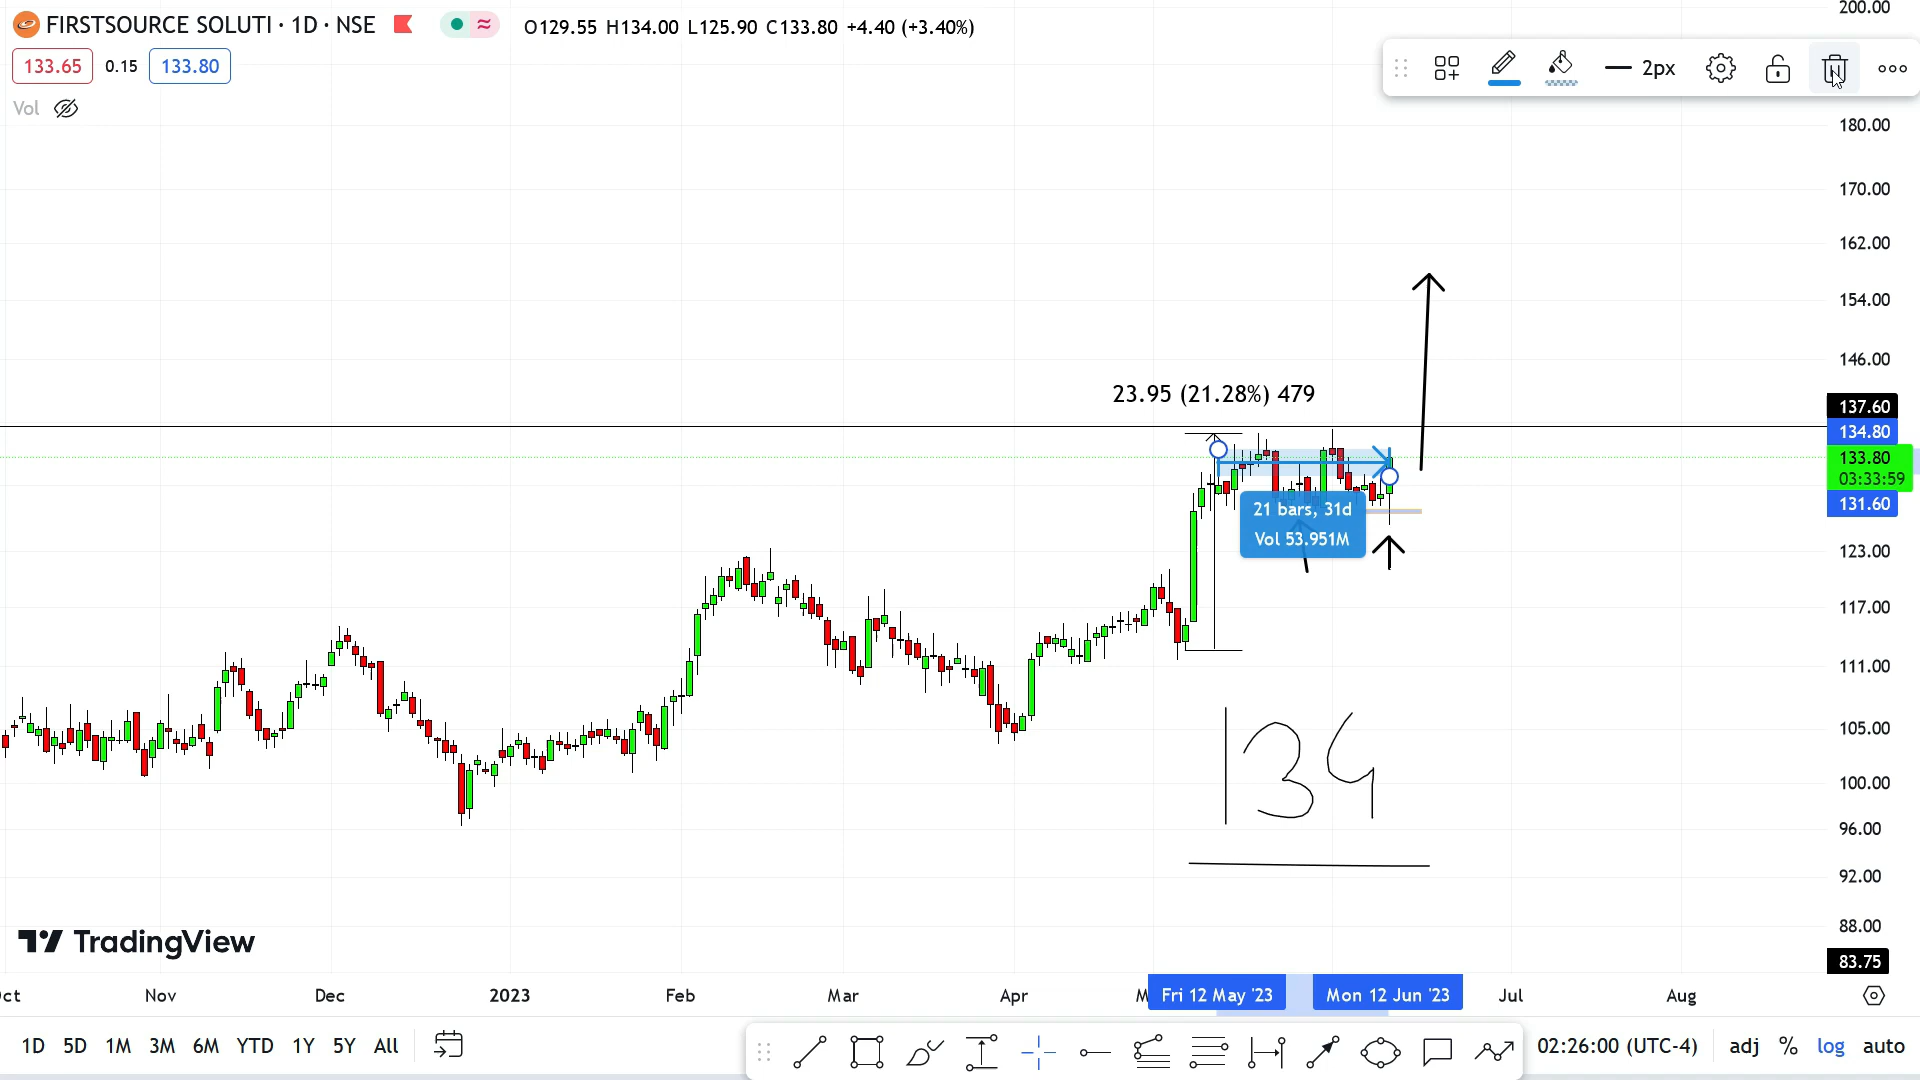 FIRSTSOURCE SOLUTI · 1D · NSE
O129.55 H134.00 L125.90 C133.80 +4.40 (+3.40%)
133.65 0.15 133.80
Vol
2px
200.00
180.00
170.00
162.00
154.00
146.00
137.60
134.80
133.80
03:33:59
131.60
123.00
117.00
111.00
105.00
100.00
96.00
92.00
88.00
83.75
23.95 (21.28%) 479
21 bars, 31d
Vol 53.951M
134
TradingView
Oct Nov Dec 2023 Feb Mar Apr M Fri 12 May '23 Mon 12 Jun '23 Jul Aug
1D 5D 1M 3M 6M YTD 1Y 5Y All
02:26:00 (UTC-4) adj % log auto